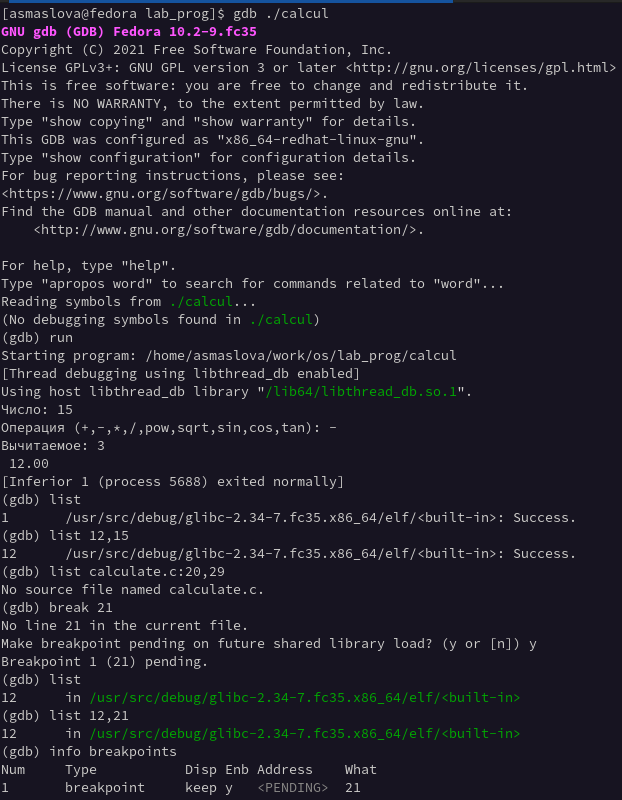 [asmaslova@fedora lab_prog]$ gdb ./calcul
GNU gdb (GDB) Fedora 10.2-9.fc35
Copyright (C) 2021 Free Software Foundation, Inc.
License GPLv3+: GNU GPL version 3 or later <http://gnu.org/licenses/gpl.html>
This is free software: you are free to change and redistribute it.
There is NO WARRANTY, to the extent permitted by law.
Type "show copying" and "show warranty" for details.
This GDB was configured as "x86_64-redhat-linux-gnu".
Type "show configuration" for configuration details.
For bug reporting instructions, please see:
<https://www.gnu.org/software/gdb/bugs/>.
Find the GDB manual and other documentation resources online at:
    <http://www.gnu.org/software/gdb/documentation/>.

For help, type "help".
Type "apropos word" to search for commands related to "word"...
Reading symbols from ./calcul...
(No debugging symbols found in ./calcul)
(gdb) run
Starting program: /home/asmaslova/work/os/lab_prog/calcul
[Thread debugging using libthread_db enabled]
Using host libthread_db library "/lib64/libthread_db.so.1".
Число: 15
Операция (+,-,*,/,pow,sqrt,sin,cos,tan): -
Вычитаемое: 3
 12.00
[Inferior 1 (process 5688) exited normally]
(gdb) list
1       /usr/src/debug/glibc-2.34-7.fc35.x86_64/elf/<built-in>: Success.
(gdb) list 12,15
12      /usr/src/debug/glibc-2.34-7.fc35.x86_64/elf/<built-in>: Success.
(gdb) list calculate.c:20,29
No source file named calculate.c.
(gdb) break 21
No line 21 in the current file.
Make breakpoint pending on future shared library load? (y or [n]) y
Breakpoint 1 (21) pending.
(gdb) list
12      in /usr/src/debug/glibc-2.34-7.fc35.x86_64/elf/<built-in>
(gdb) list 12,21
12      in /usr/src/debug/glibc-2.34-7.fc35.x86_64/elf/<built-in>
(gdb) info breakpoints
Num     Type           Disp Enb Address    What
1       breakpoint     keep y   <PENDING>  21